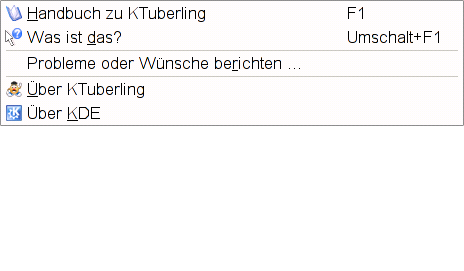 Handbuch zu KTuberling F1
Was ist das? Umschalt+F1
Probleme oder Wünsche berichten ...
Über KTuberling
Über KDE